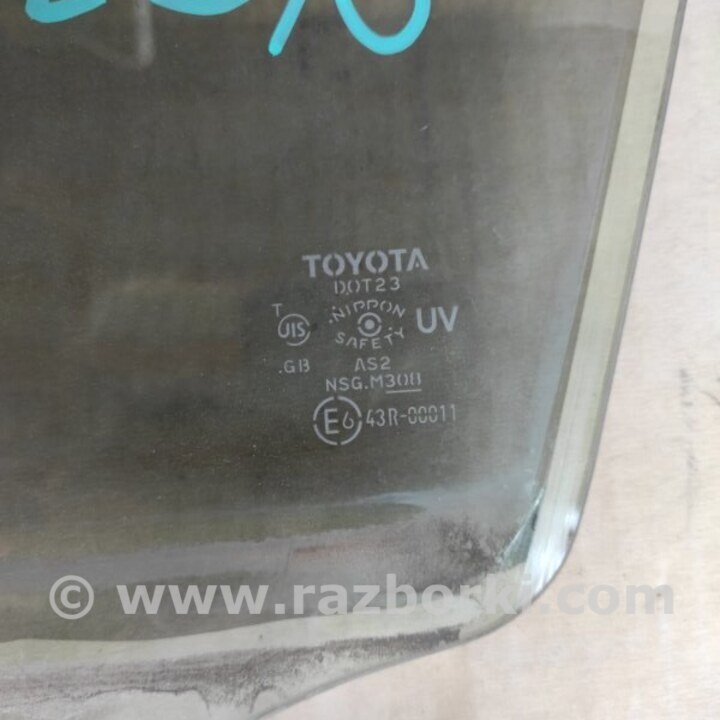 TOYOTA
DOT23
T
JIS
NIPPON
SAFETY
UV
.GB
AS2
NSG.M308
E6 43R-00011
© www.razborki.com